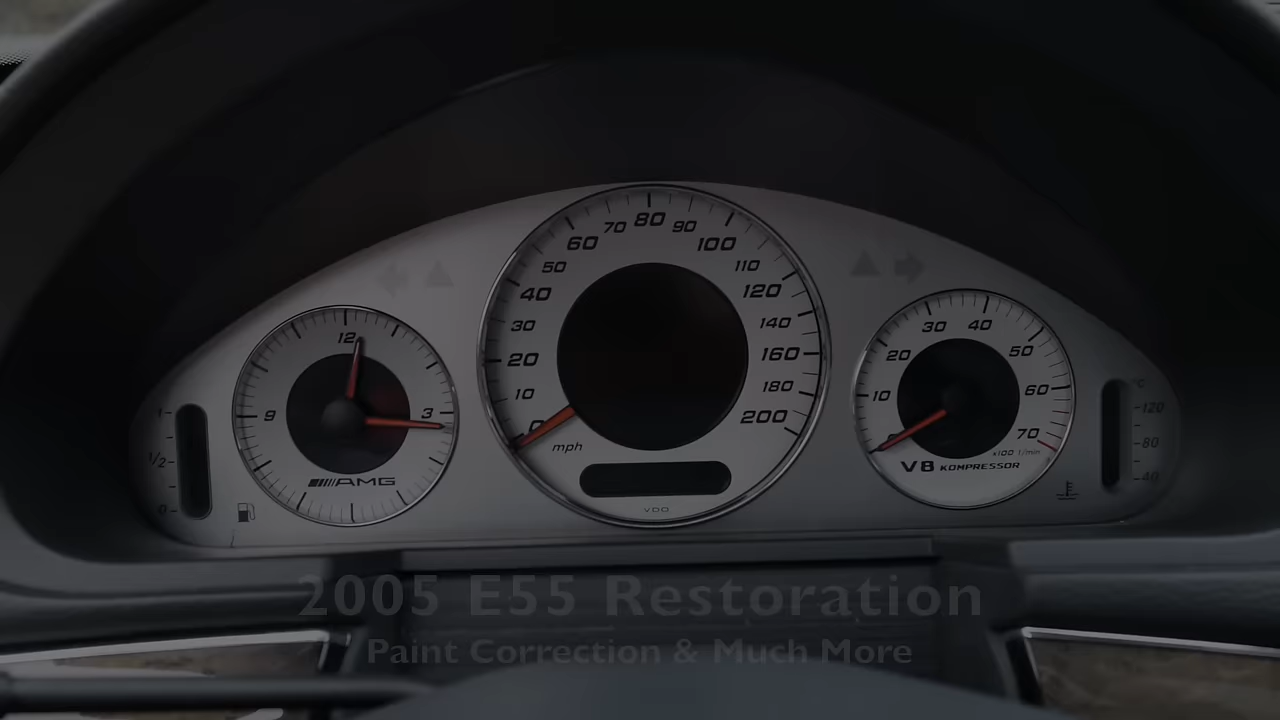 80
70 90
60 100
50 110
40 120
30 140
20 160
10 180
0 200
mph
VDO
12
9 3
AMG
1
1/2
0
30 40
20 50
10 60
0 70
x100 1/min
V8 KOMPRESSOR
°C
120
80
40
2005 E55 Restoration
Paint Correction & Much More